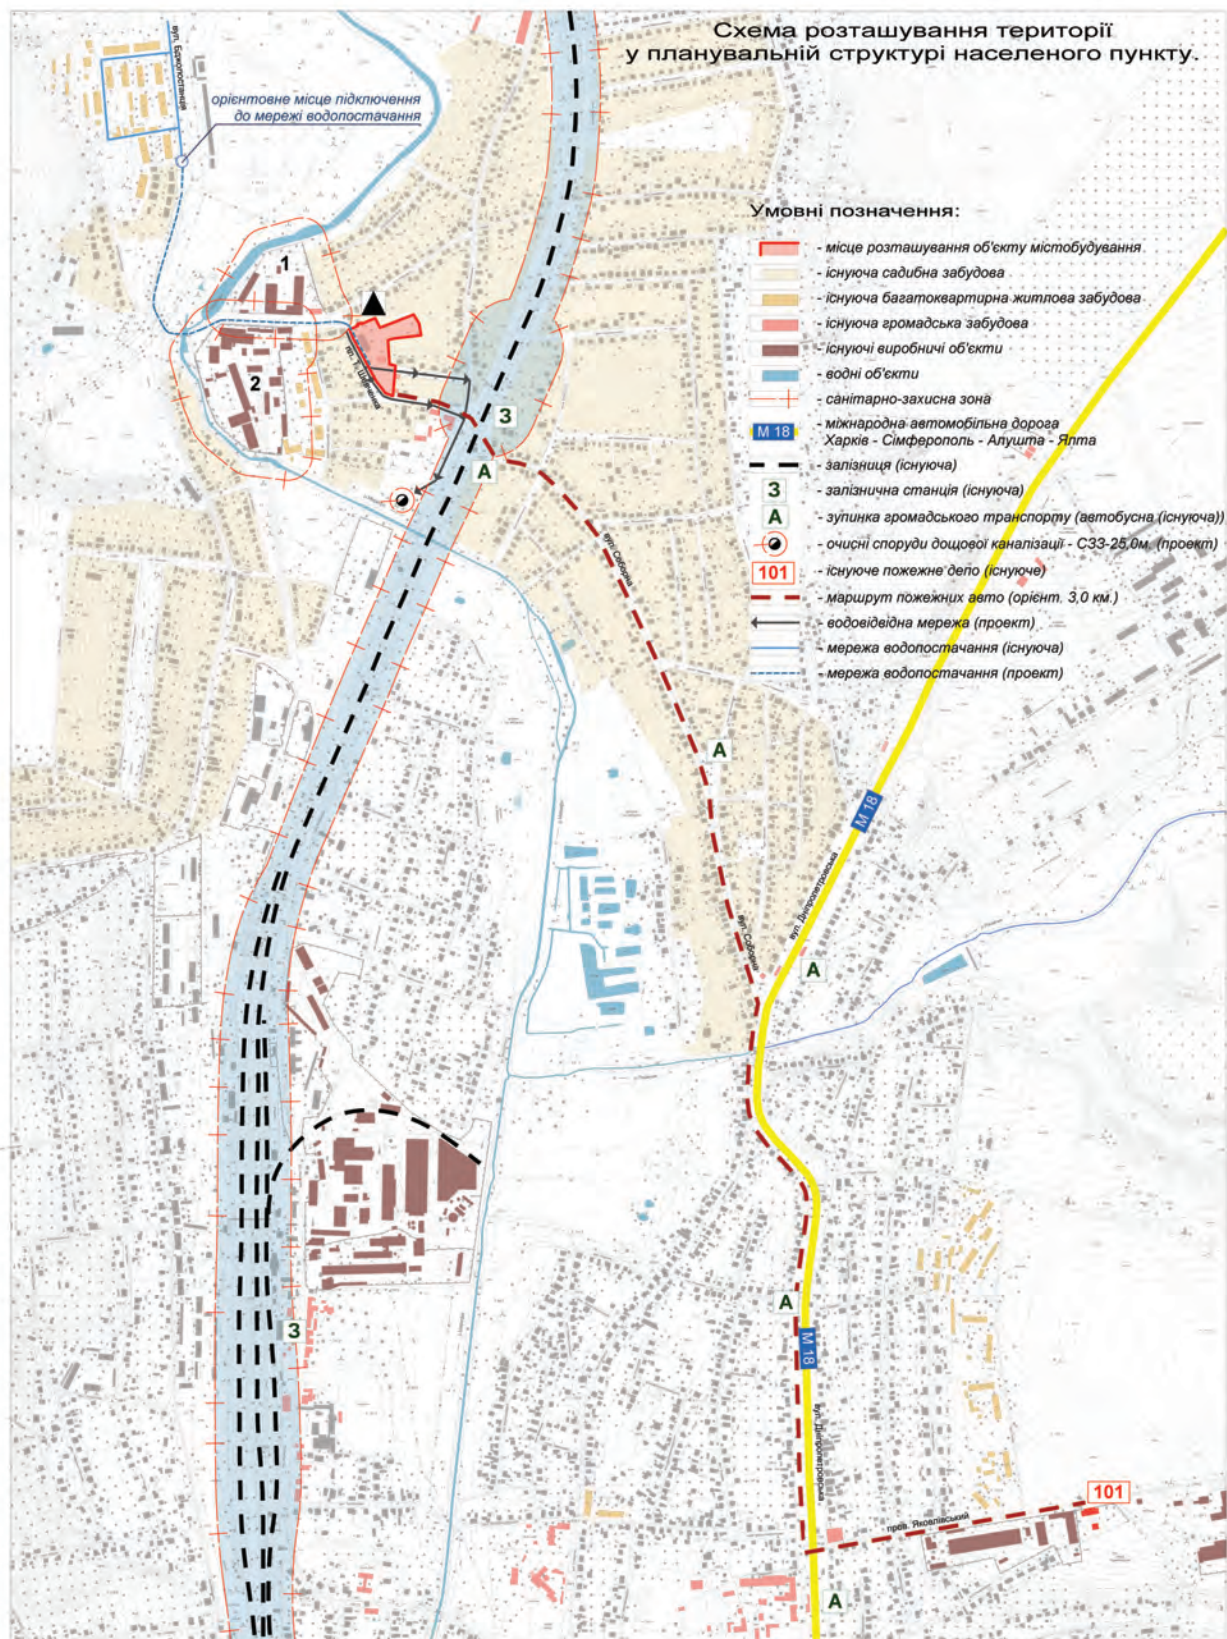 Схема розташування території
у планувальній структурі населеного пункту.
вул. Бджолопостанція
орієнтовне місце підключення
до мережі водопостачання
Умовні позначення:
- місце розташування об'єкту містобудування
- існуюча садибна забудова
- існуюча багатоквартирна житлова забудова
- існуюча громадська забудова
- існуючі виробничі об'єкти
- водні об'єкти
- санітарно-захисна зона
М 18
- міжнародна автомобільна дорога
Харків - Сімферополь - Алушта - Ялта
- залізниця (існуюча)
З
- залізнична станція (існуюча)
А
- зупинка громадського транспорту (автобусна (існуюча))
- очисні споруди дощової каналізації - СЗЗ-25,0м. (проект)
101
- існуюче пожежне депо (існуюче)
- маршрут пожежних авто (орієнт. 3,0 км.)
- водовідвідна мережа (проект)
- мережа водопостачання (існуюча)
- мережа водопостачання (проект)
1
2
пл. Т. Шевченка
З
А
вул. Соборна
А
М 18
вул. Дніпропетровська
вул. Соборна
А
З
А
М 18
вул. Дніпропетровська
101
пров. Яковлівський
А